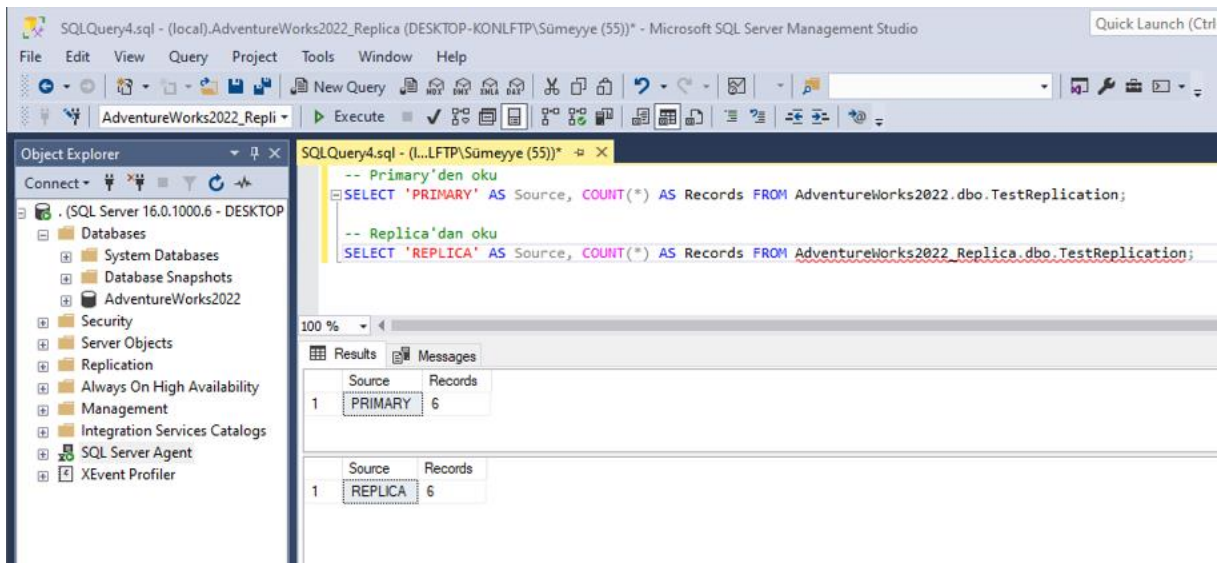 SQLQuery4.sql - (local).AdventureWorks2022_Replica (DESKTOP-KONLFTP\Sümeyye (55))* - Microsoft SQL Server Management Studio
Quick Launch (Ctrl
File Edit View Query Project Tools Window Help
New Query
AdventureWorks2022_Repli
Execute
Object Explorer
Connect
. (SQL Server 16.0.1000.6 - DESKTOP
Databases
System Databases
Database Snapshots
AdventureWorks2022
Security
Server Objects
Replication
Always On High Availability
Management
Integration Services Catalogs
SQL Server Agent
XEvent Profiler
SQLQuery4.sql - (l...LFTP\Sümeyye (55))*
-- Primary'den oku
SELECT 'PRIMARY' AS Source, COUNT(*) AS Records FROM AdventureWorks2022.dbo.TestReplication;
-- Replica'dan oku
SELECT 'REPLICA' AS Source, COUNT(*) AS Records FROM AdventureWorks2022_Replica.dbo.TestReplication;
100 %
Results Messages
Source Records
1 PRIMARY 6
Source Records
1 REPLICA 6